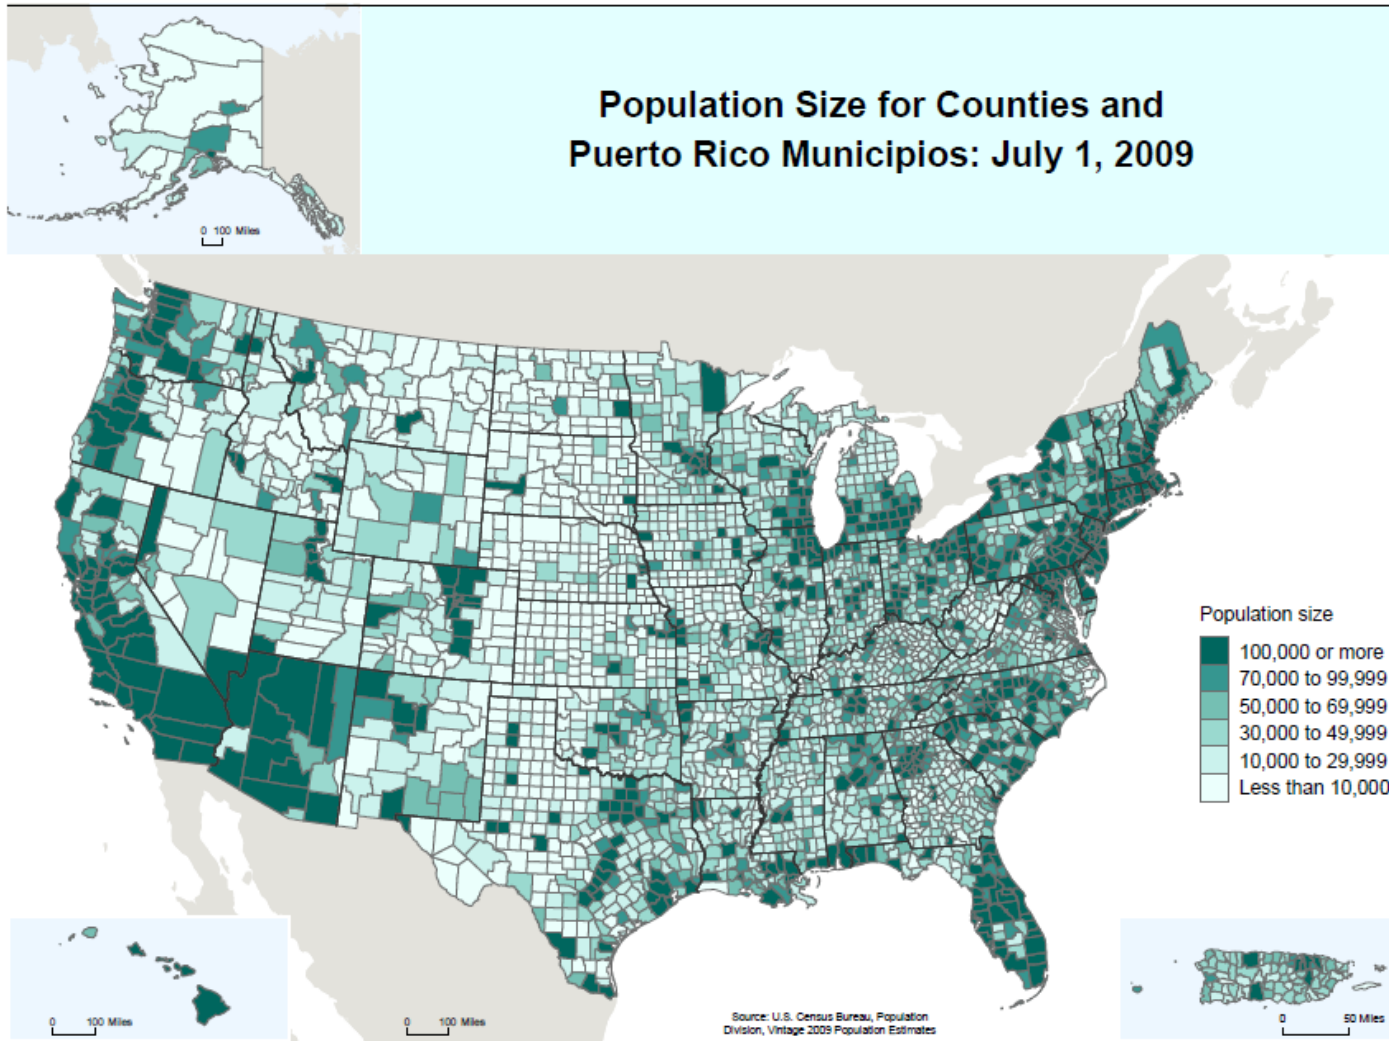 Population Size for Counties and
Puerto Rico Municipios: July 1, 2009
0 100 Miles
Population size
100,000 or more
70,000 to 99,999
50,000 to 69,999
30,000 to 49,999
10,000 to 29,999
Less than 10,000
0 100 Miles
0 100 Miles
Source: U.S. Census Bureau, Population
Division, Vintage 2009 Population Estimates
0 50 Miles